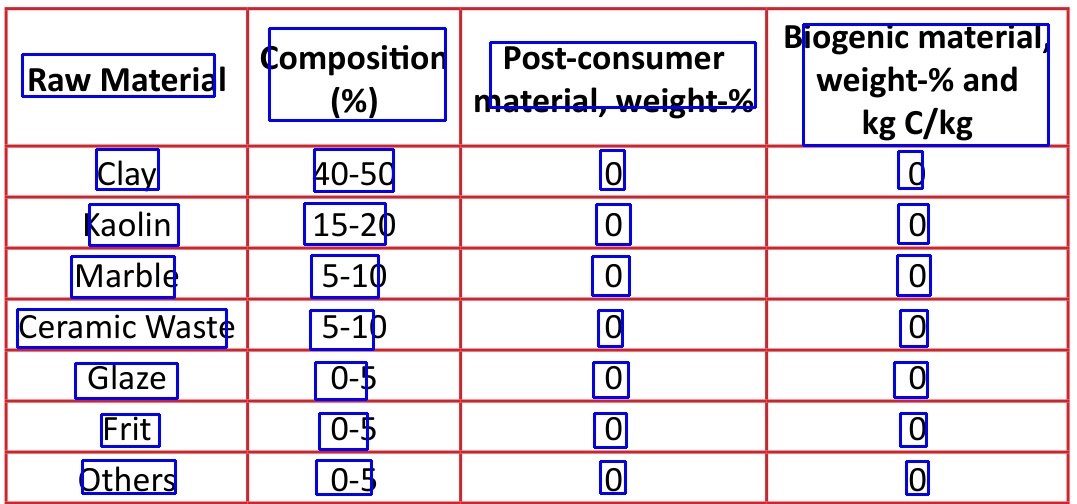 Raw Material Composition (%) Post-consumer material, weight-% Biogenic material, weight-% and kg C/kg
Clay 40-50 0 0
Kaolin 15-20 0 0
Marble 5-10 0 0
Ceramic Waste 5-10 0 0
Glaze 0-5 0 0
Frit 0-5 0 0
Others 0-5 0 0